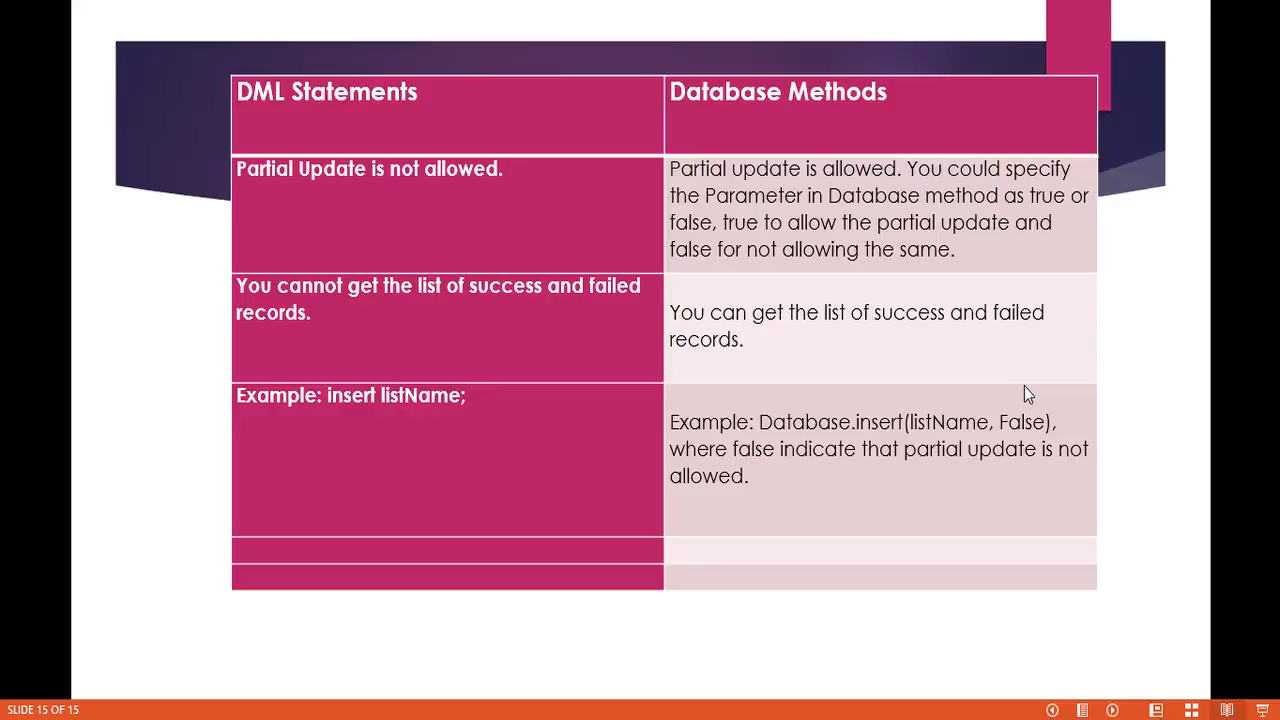 DML Statements
Database Methods
Partial Update is not allowed.
Partial update is allowed. You could specify
the Parameter in Database method as true or
false, true to allow the partial update and
false for not allowing the same.
You cannot get the list of success and failed
records.
You can get the list of success and failed
records.
Example: insert listName;
Example: Database.insert(listName, False),
where false indicate that partial update is not
allowed.
SLIDE 15 OF 15